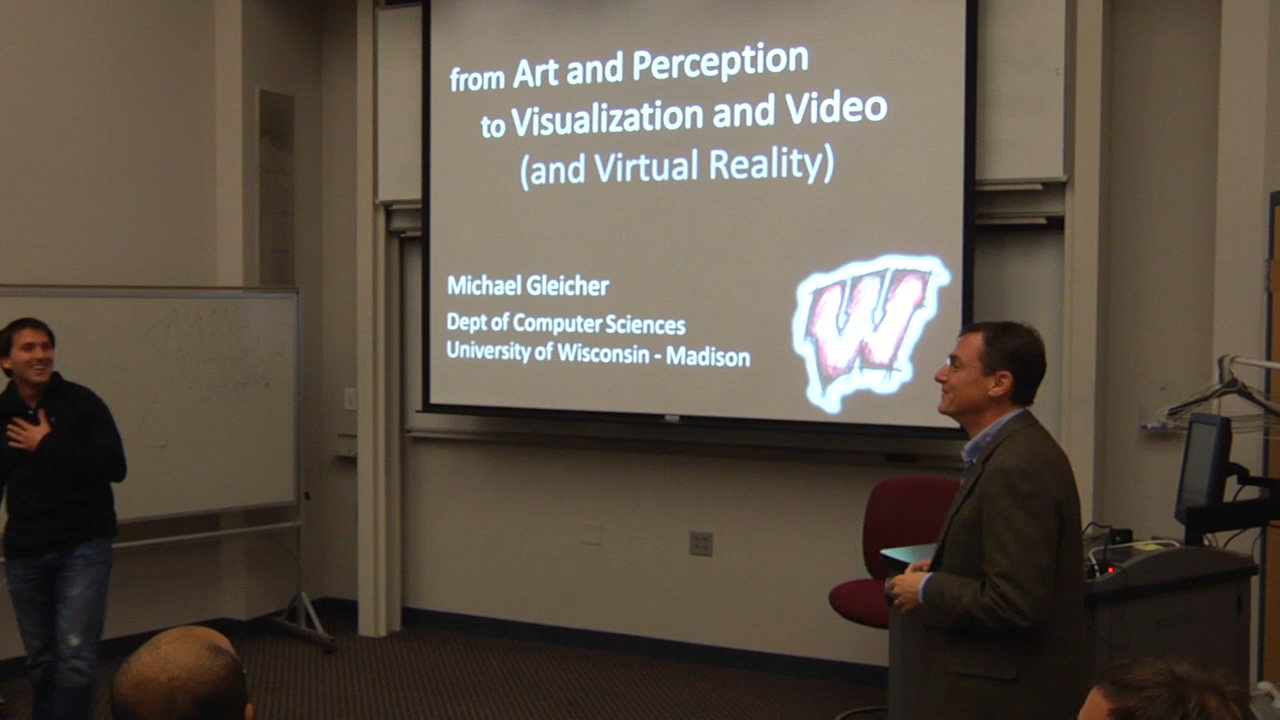 from Art and Perception
to Visualization and Video
(and Virtual Reality)
Michael Gleicher
Dept of Computer Sciences
University of Wisconsin - Madison
W